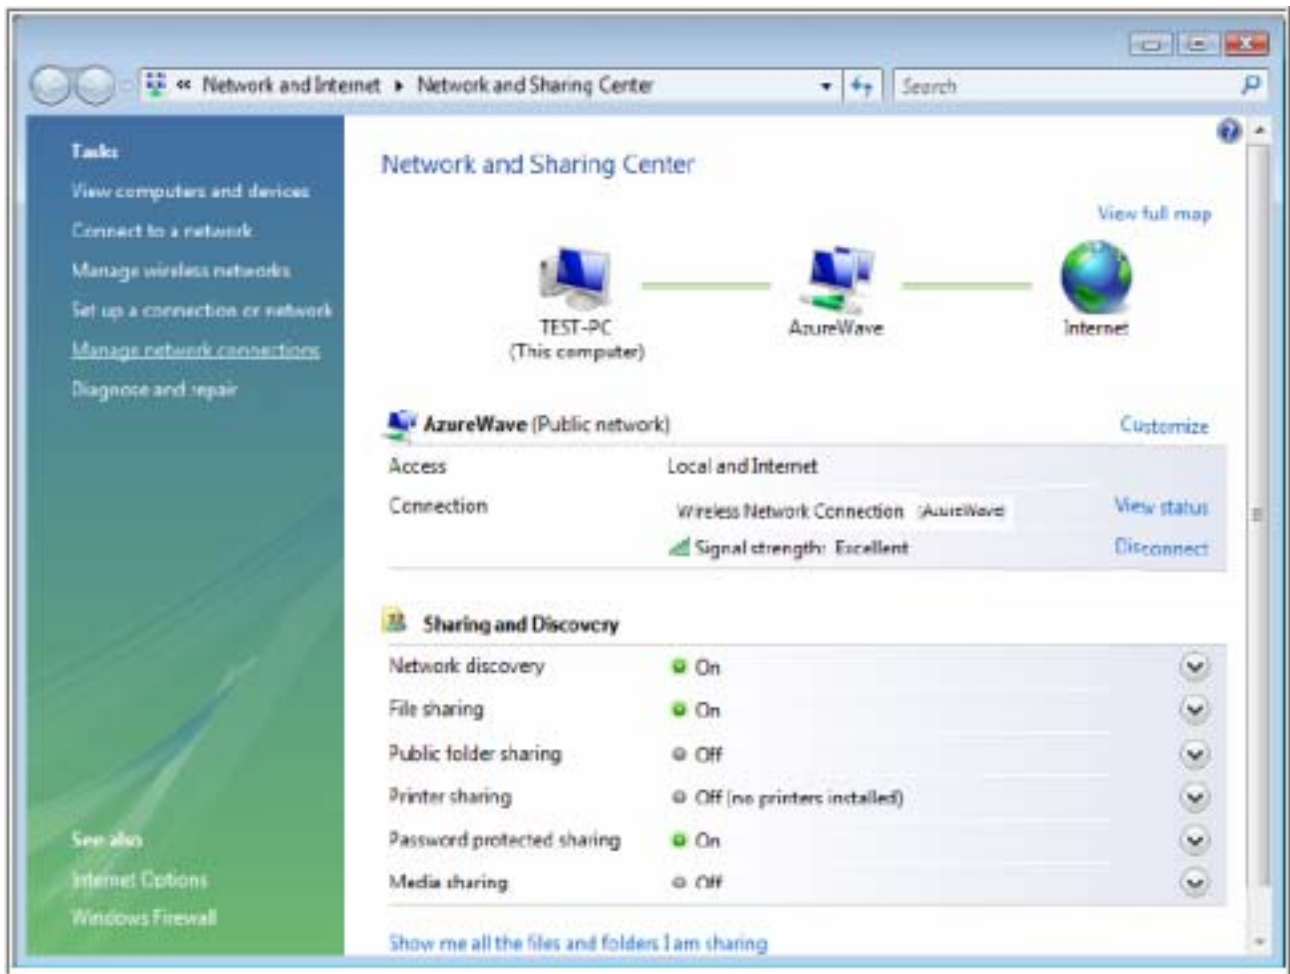 « Network and Internet ▸ Network and Sharing Center
Search
Tasks
View computers and devices
Connect to a network
Manage wireless networks
Set up a connection or network
Manage network connections
Diagnose and repair
See also
Internet Options
Windows Firewall
Network and Sharing Center
View full map
TEST-PC
(This computer)
AzureWave
Internet
AzureWave (Public network)
Customize
Access Local and Internet
Connection Wireless Network Connection (AzureWave) View status
Signal strength: Excellent Disconnect
Sharing and Discovery
Network discovery On
File sharing On
Public folder sharing Off
Printer sharing Off (no printers installed)
Password protected sharing On
Media sharing Off
Show me all the files and folders I am sharing